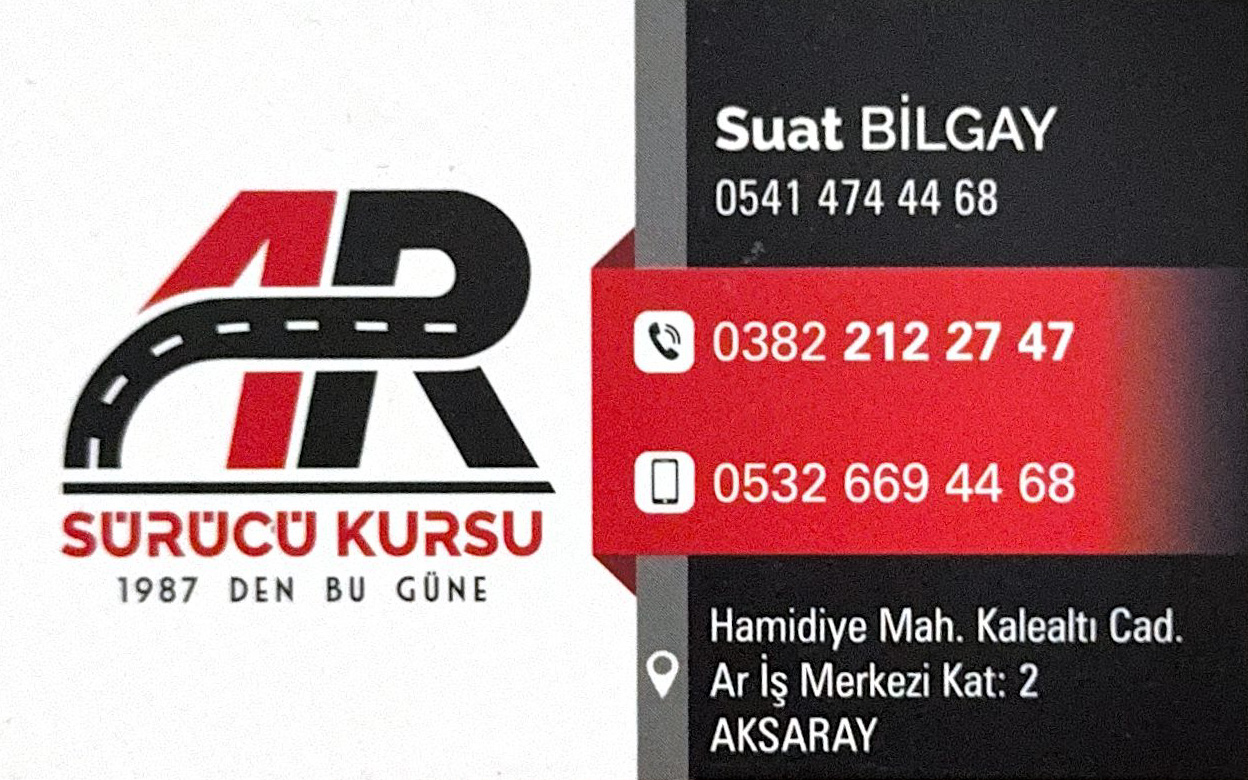 AR
SÜRÜCÜ KURSU
1987 DEN BU GÜNE
Suat BİLGAY
0541 474 44 68
0382 212 27 47
0532 669 44 68
Hamidiye Mah. Kalealtı Cad.
Ar İş Merkezi Kat: 2
AKSARAY